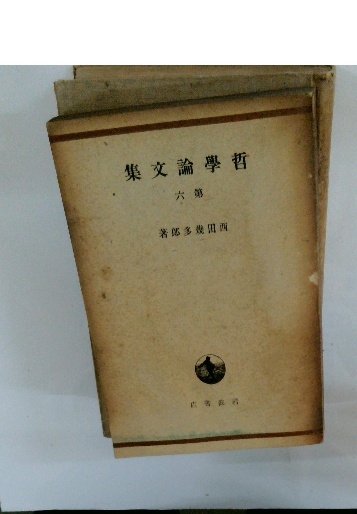 哲學論文集
第六
西田幾多郎著
岩波書店